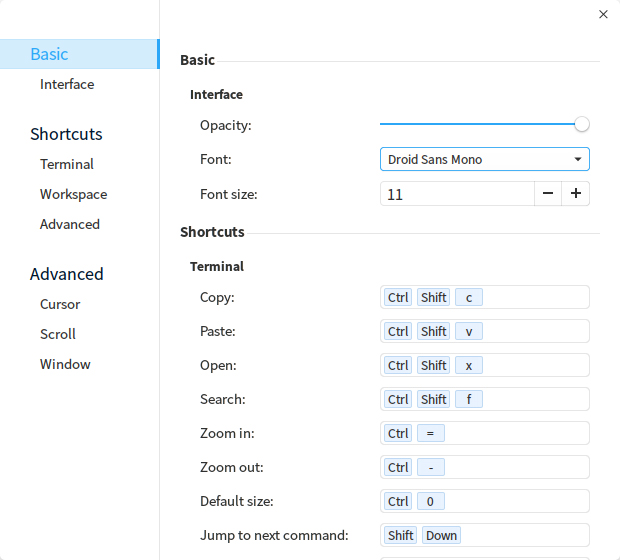 Basic
Interface
Shortcuts
Terminal
Workspace
Advanced
Advanced
Cursor
Scroll
Window
Basic
Interface
Opacity:
Font: Droid Sans Mono
Font size: 11
Shortcuts
Terminal
Copy: Ctrl Shift c
Paste: Ctrl Shift v
Open: Ctrl Shift x
Search: Ctrl Shift f
Zoom in: Ctrl =
Zoom out: Ctrl -
Default size: Ctrl 0
Jump to next command: Shift Down